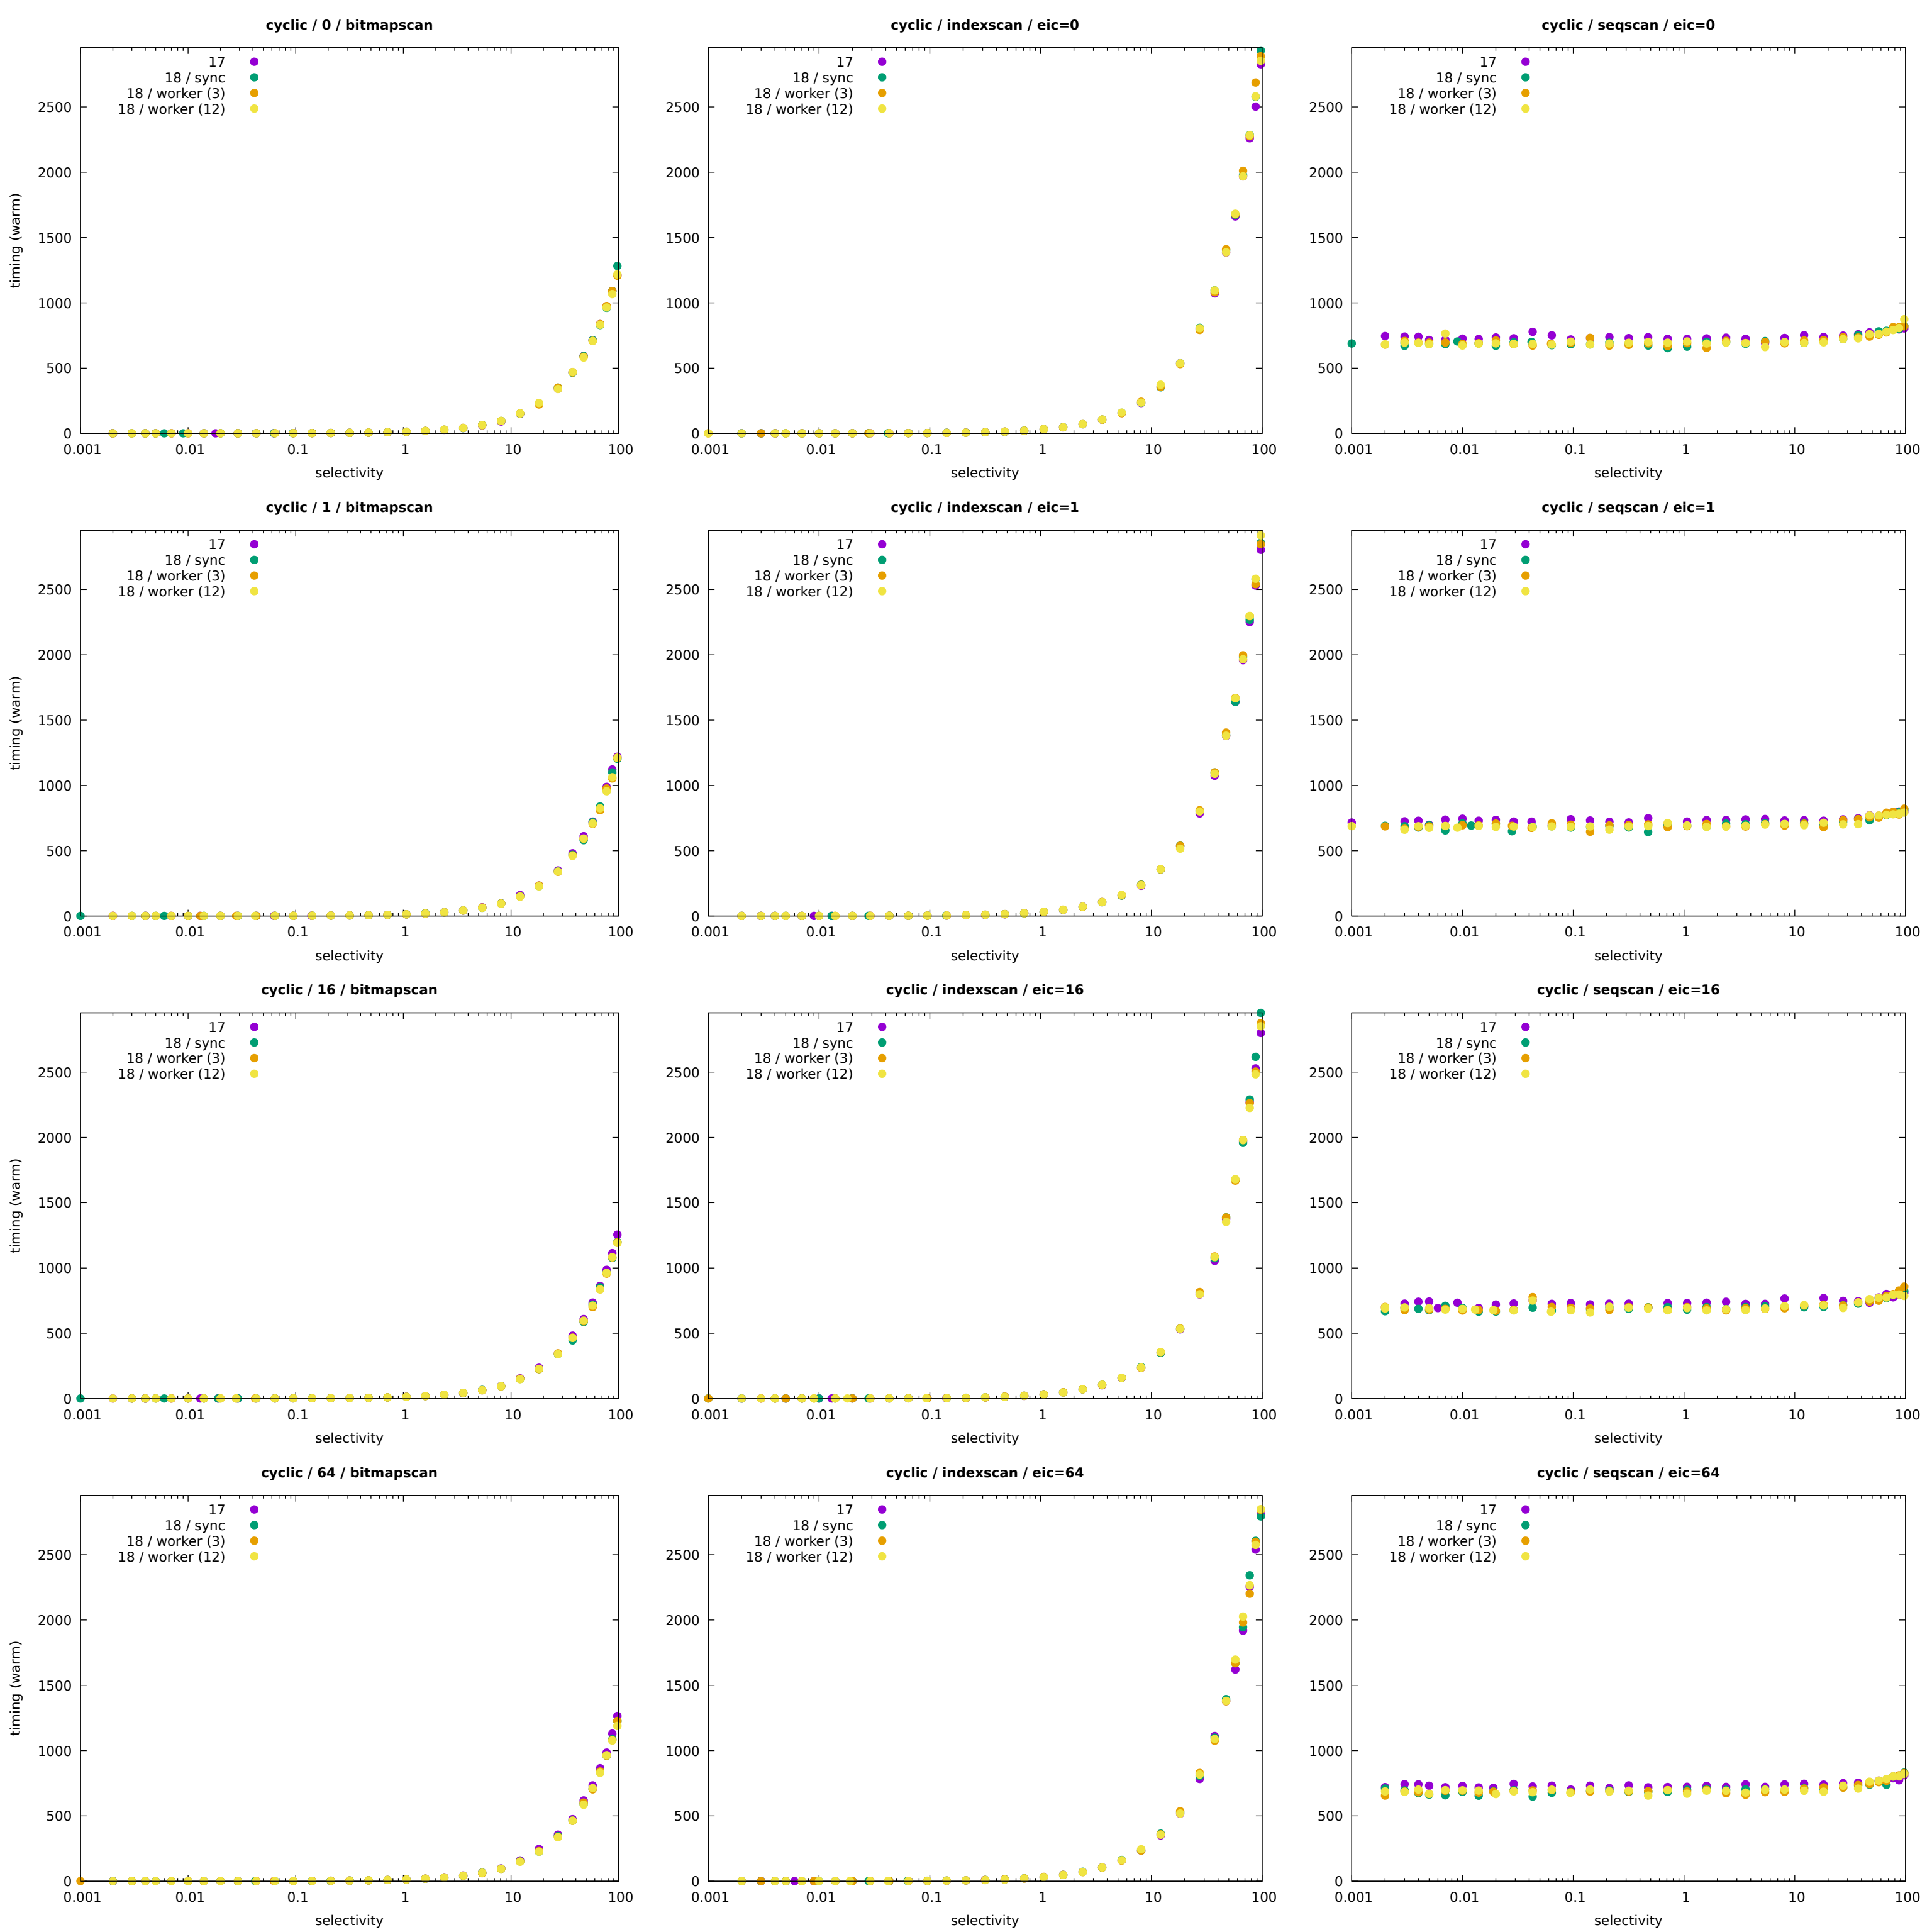 cyclic / 0 / bitmapscan
17
18 / sync
18 / worker (3)
18 / worker (12)
2500
2000
1500
1000
500
0
timing (warm)
0.001 0.01 0.1 1 10 100
selectivity
cyclic / indexscan / eic=0
17
18 / sync
18 / worker (3)
18 / worker (12)
2500
2000
1500
1000
500
0
0.001 0.01 0.1 1 10 100
selectivity
cyclic / seqscan / eic=0
17
18 / sync
18 / worker (3)
18 / worker (12)
2500
2000
1500
1000
500
0
0.001 0.01 0.1 1 10 100
selectivity
cyclic / 1 / bitmapscan
17
18 / sync
18 / worker (3)
18 / worker (12)
2500
2000
1500
1000
500
0
timing (warm)
0.001 0.01 0.1 1 10 100
selectivity
cyclic / indexscan / eic=1
17
18 / sync
18 / worker (3)
18 / worker (12)
2500
2000
1500
1000
500
0
0.001 0.01 0.1 1 10 100
selectivity
cyclic / seqscan / eic=1
17
18 / sync
18 / worker (3)
18 / worker (12)
2500
2000
1500
1000
500
0
0.001 0.01 0.1 1 10 100
selectivity
cyclic / 16 / bitmapscan
17
18 / sync
18 / worker (3)
18 / worker (12)
2500
2000
1500
1000
500
0
timing (warm)
0.001 0.01 0.1 1 10 100
selectivity
cyclic / indexscan / eic=16
17
18 / sync
18 / worker (3)
18 / worker (12)
2500
2000
1500
1000
500
0
0.001 0.01 0.1 1 10 100
selectivity
cyclic / seqscan / eic=16
17
18 / sync
18 / worker (3)
18 / worker (12)
2500
2000
1500
1000
500
0
0.001 0.01 0.1 1 10 100
selectivity
cyclic / 64 / bitmapscan
17
18 / sync
18 / worker (3)
18 / worker (12)
2500
2000
1500
1000
500
0
timing (warm)
0.001 0.01 0.1 1 10 100
selectivity
cyclic / indexscan / eic=64
17
18 / sync
18 / worker (3)
18 / worker (12)
2500
2000
1500
1000
500
0
0.001 0.01 0.1 1 10 100
selectivity
cyclic / seqscan / eic=64
17
18 / sync
18 / worker (3)
18 / worker (12)
2500
2000
1500
1000
500
0
0.001 0.01 0.1 1 10 100
selectivity